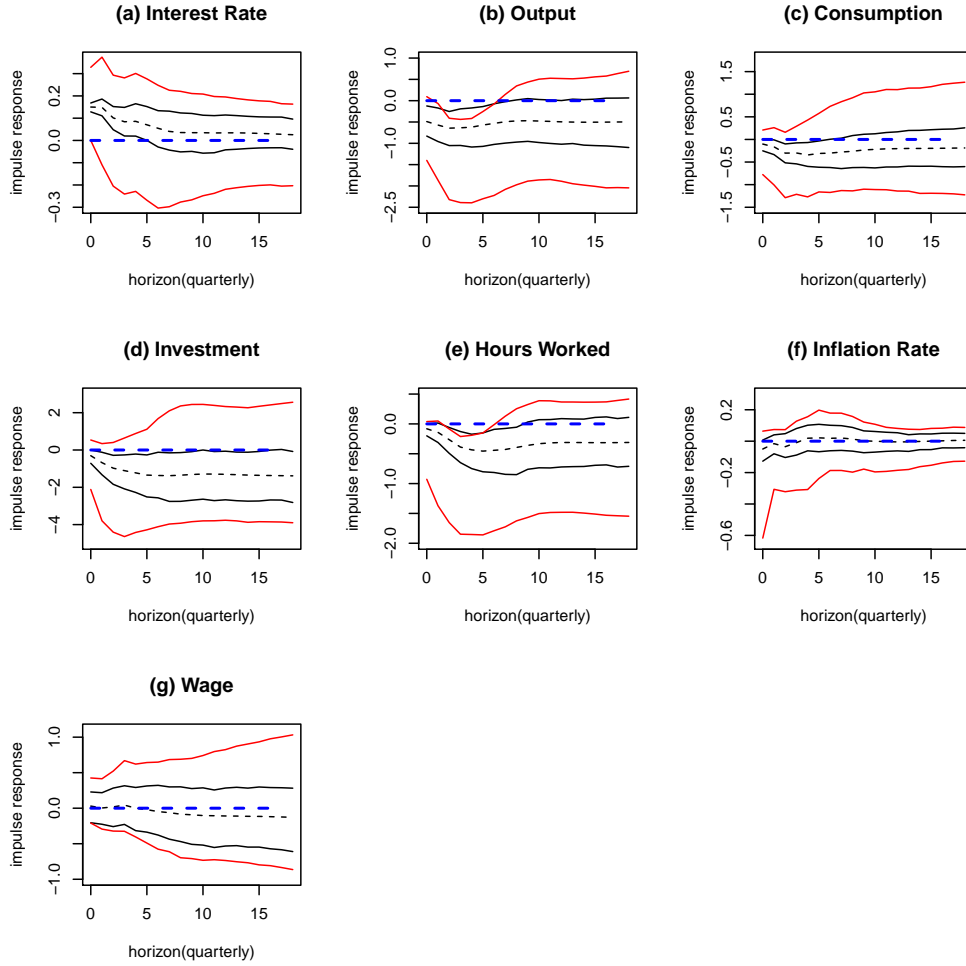 (a) Interest Rate
impulse response
0.2
0.0
−0.3
0 5 10 15
horizon(quarterly)
(b) Output
impulse response
1.0
0.0
−1.0
−2.5
0 5 10 15
horizon(quarterly)
(c) Consumption
impulse response
1.5
0.5
−0.5
−1.5
0 5 10 15
horizon(quarterly)
(d) Investment
impulse response
2
0
−2
−4
0 5 10 15
horizon(quarterly)
(e) Hours Worked
impulse response
0.0
−1.0
−2.0
0 5 10 15
horizon(quarterly)
(f) Inflation Rate
impulse response
0.2
−0.2
−0.6
0 5 10 15
horizon(quarterly)
(g) Wage
impulse response
1.0
0.0
−1.0
0 5 10 15
horizon(quarterly)